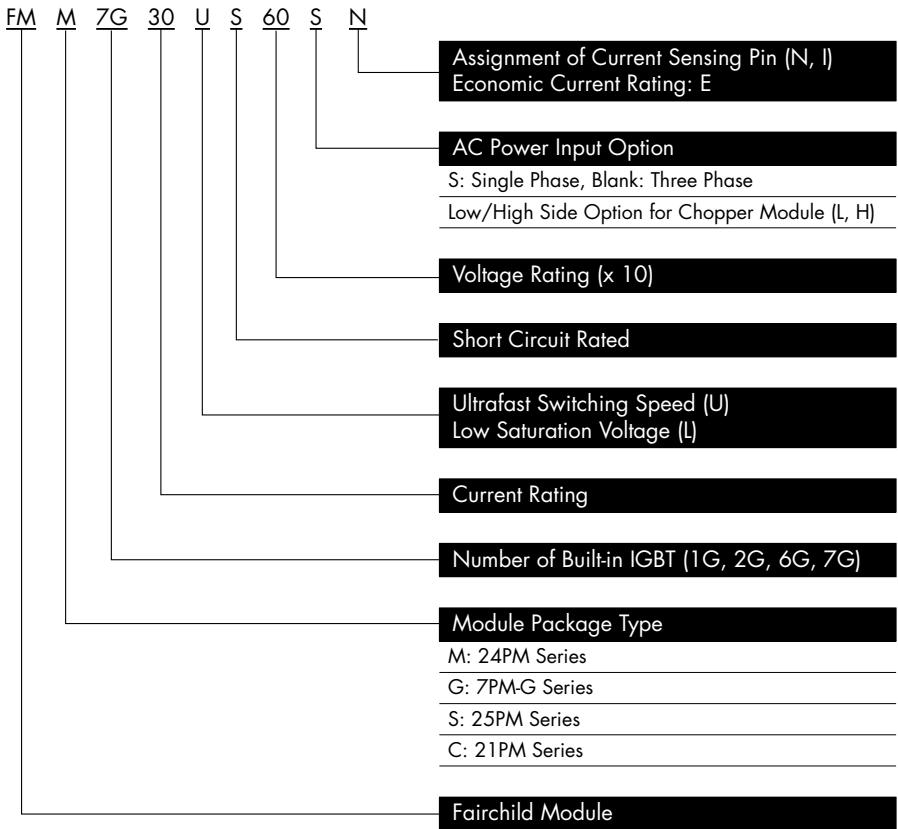 FM M 7G 30 U S 60 S N
Assignment of Current Sensing Pin (N, I)
Economic Current Rating: E
AC Power Input Option
S: Single Phase, Blank: Three Phase
Low/High Side Option for Chopper Module (L, H)
Voltage Rating (x 10)
Short Circuit Rated
Ultrafast Switching Speed (U)
Low Saturation Voltage (L)
Current Rating
Number of Built-in IGBT (1G, 2G, 6G, 7G)
Module Package Type
M: 24PM Series
G: 7PM-G Series
S: 25PM Series
C: 21PM Series
Fairchild Module